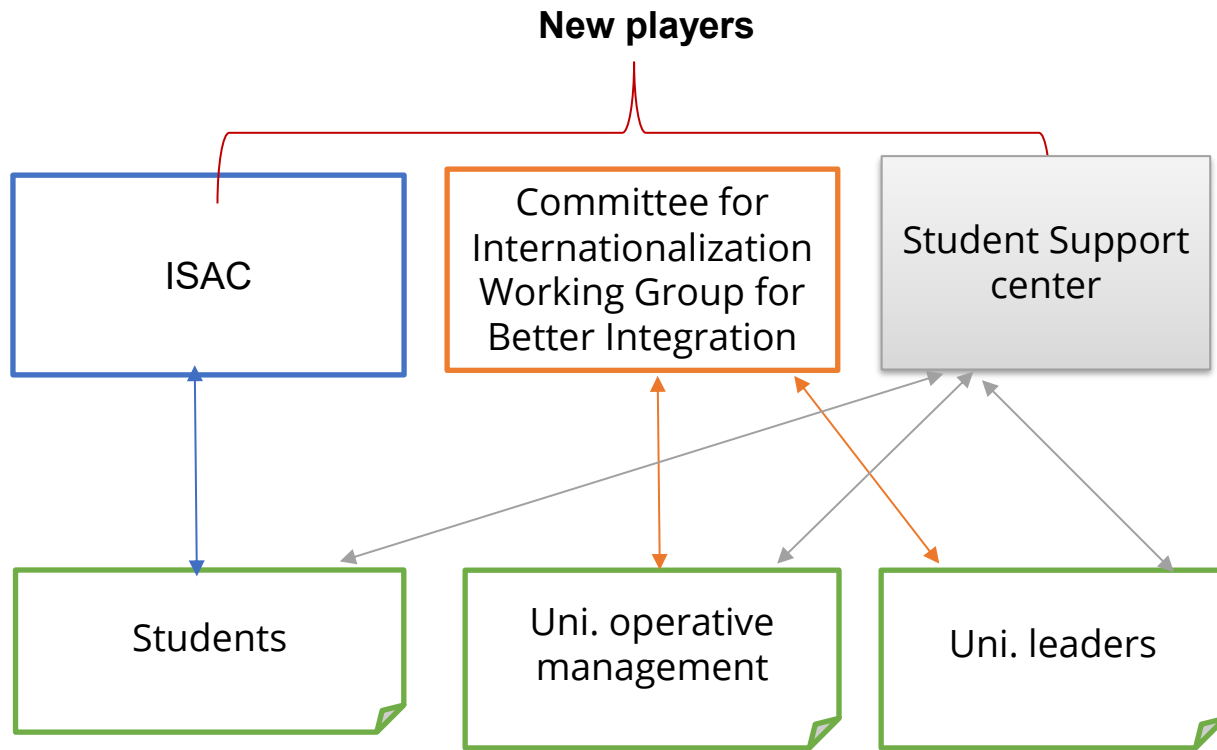 New players
ISAC
Committee for
Internationalization
Working Group for
Better Integration
Student Support
center
Students
Uni. operative
management
Uni. leaders